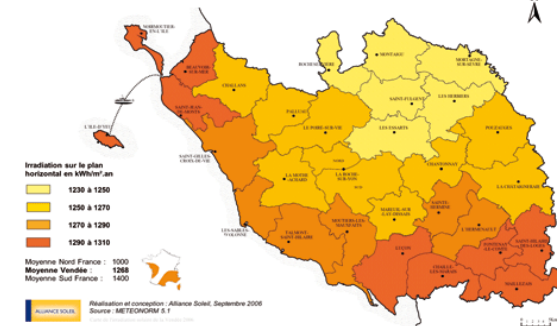 NOIRMOUTIER-
EN-L'ILE
MONTAIGU
ROCHESERVIERE
MORTAGNE-
SUR-SEVRE
BEAUVOIR-
SUR-MER
CHALLANS
SAINT-FULGENT
LES HERBIERS
L'ILE-D'YEU
SAINT-JEAN-
DE-MONTS
PALLUAU
LE POIRE-SUR-VIE
LES ESSARTS
POUZAUGES
SAINT-GILLES-
CROIX-DE-VIE
LA MOTHE-
ACHARD
LA ROCHE-
SUR-YON
CHANTONNAY
LA CHATAIGNERAIE
MAREUIL-SUR
LAY-DISSAIS
SAINTE-
HERMINE
LES SABLES-
D'OLONNE
TALMONT-
SAINT-HILAIRE
MOUTIERS-LES-
MAUXFAITS
L'HERMENAULT
LUCON
FONTENAY-
LE-COMTE
SAINT-HILAIRE-
DES-LOGES
CHAILLE-
LES-MARAIS
MAILLEZAIS
Irradiation sur le plan
horizontal en kWh/m².an
1230 à 1250
1250 à 1270
1270 à 1290
1290 à 1310
Moyenne Nord France : 1000
Moyenne Vendée : 1268
Moyenne Sud France : 1400
ALLIANCE SOLEIL
Réalisation et conception : Alliance Soleil, Septembre 2006
Source : METEONORM 5.1